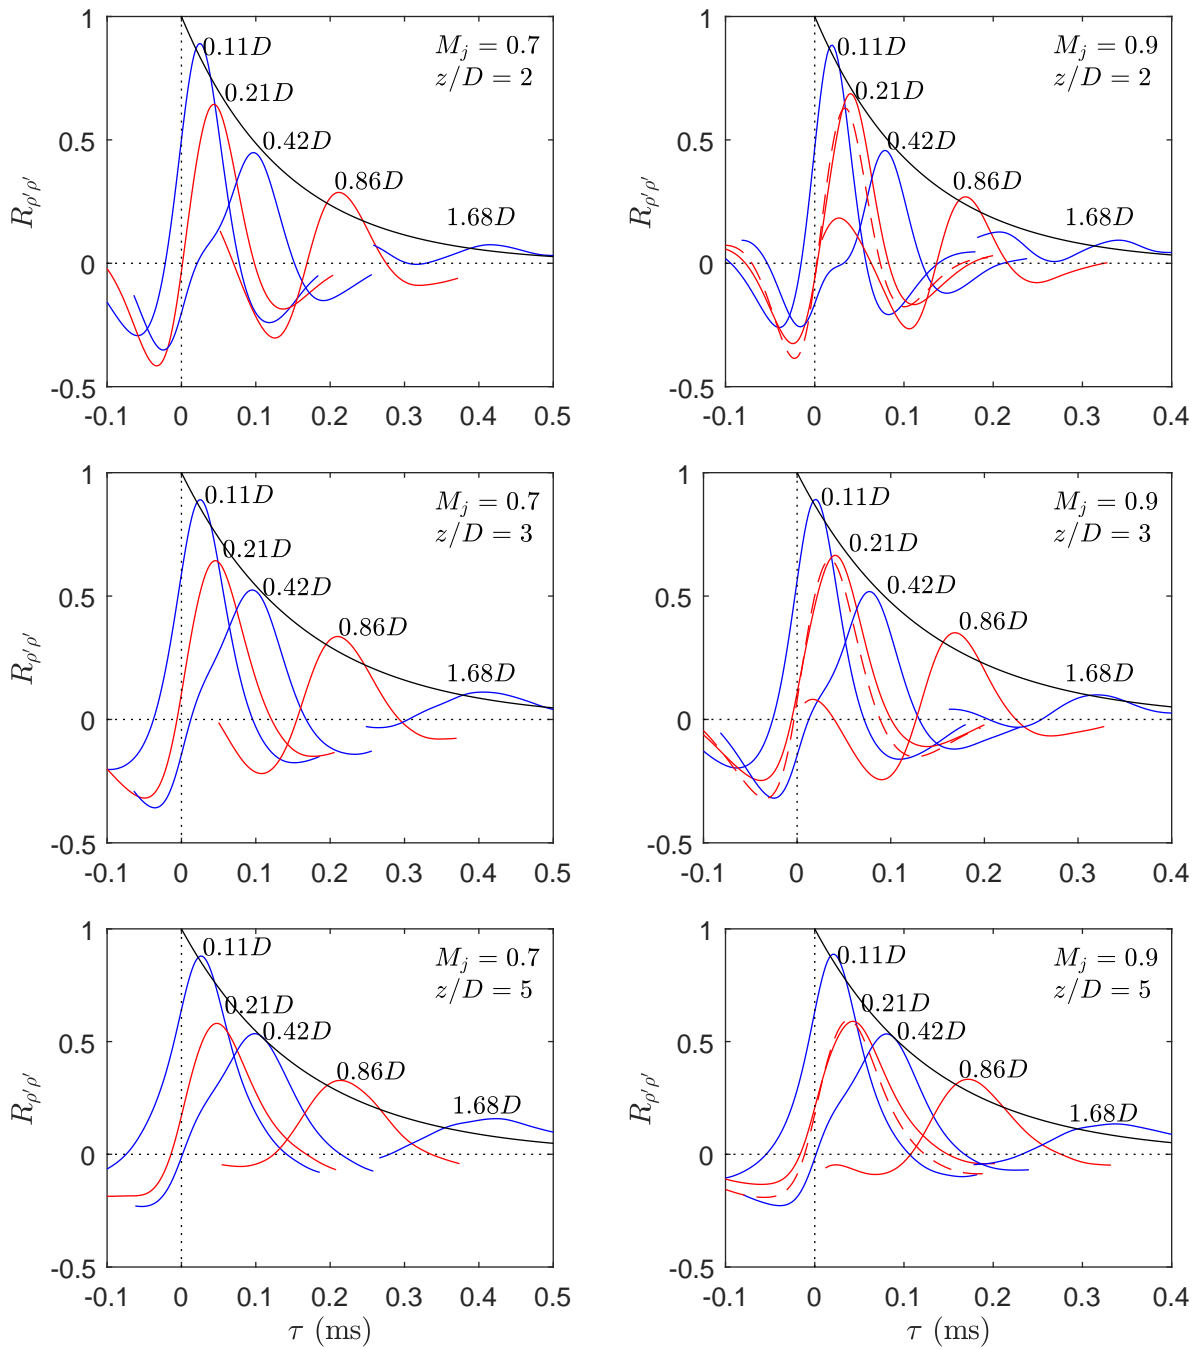 1
0.5
0
-0.5
-0.1
0
0.1
0.2
0.3
0.4
0.5
R_{ρ'ρ'}
M_j = 0.7
z/D = 2
0.11D
0.21D
0.42D
0.86D
1.68D
1
0.5
0
-0.5
-0.1
0
0.1
0.2
0.3
0.4
R_{ρ'ρ'}
M_j = 0.9
z/D = 2
0.11D
0.21D
0.42D
0.86D
1.68D
1
0.5
0
-0.5
-0.1
0
0.1
0.2
0.3
0.4
0.5
R_{ρ'ρ'}
M_j = 0.7
z/D = 3
0.11D
0.21D
0.42D
0.86D
1.68D
1
0.5
0
-0.5
-0.1
0
0.1
0.2
0.3
0.4
R_{ρ'ρ'}
M_j = 0.9
z/D = 3
0.11D
0.21D
0.42D
0.86D
1.68D
1
0.5
0
-0.5
-0.1
0
0.1
0.2
0.3
0.4
0.5
R_{ρ'ρ'}
τ (ms)
M_j = 0.7
z/D = 5
0.11D
0.21D
0.42D
0.86D
1.68D
1
0.5
0
-0.5
-0.1
0
0.1
0.2
0.3
0.4
R_{ρ'ρ'}
τ (ms)
M_j = 0.9
z/D = 5
0.11D
0.21D
0.42D
0.86D
1.68D